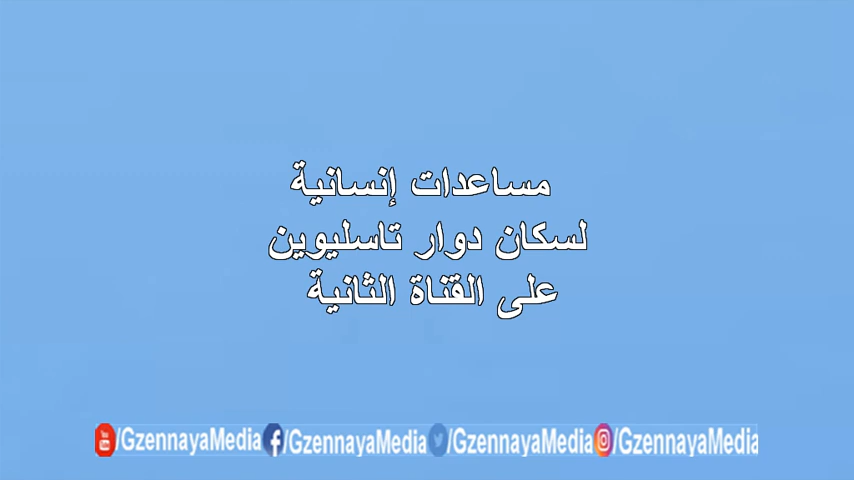 مساعدات إنسانية
لسكان دوار تاسليوين
على القناة الثانية
/GzennayaMedia /GzennayaMedia /GzennayaMedia /GzennayaMedia